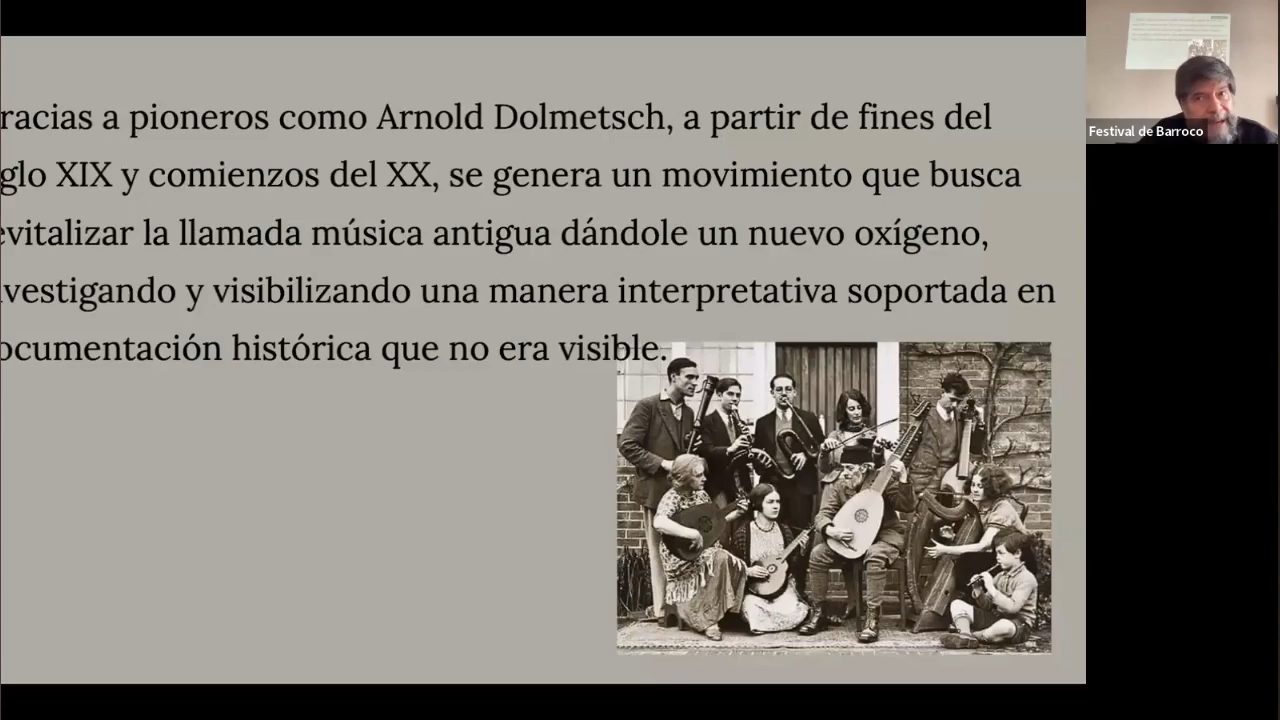 racias a pioneros como Arnold Dolmetsch, a partir de fines del
glo XIX y comienzos del XX, se genera un movimiento que busca
evitalizar la llamada música antigua dándole un nuevo oxígeno,
vestigando y visibilizando una manera interpretativa soportada en
ocumentación histórica que no era visible.
Festival de Barroco